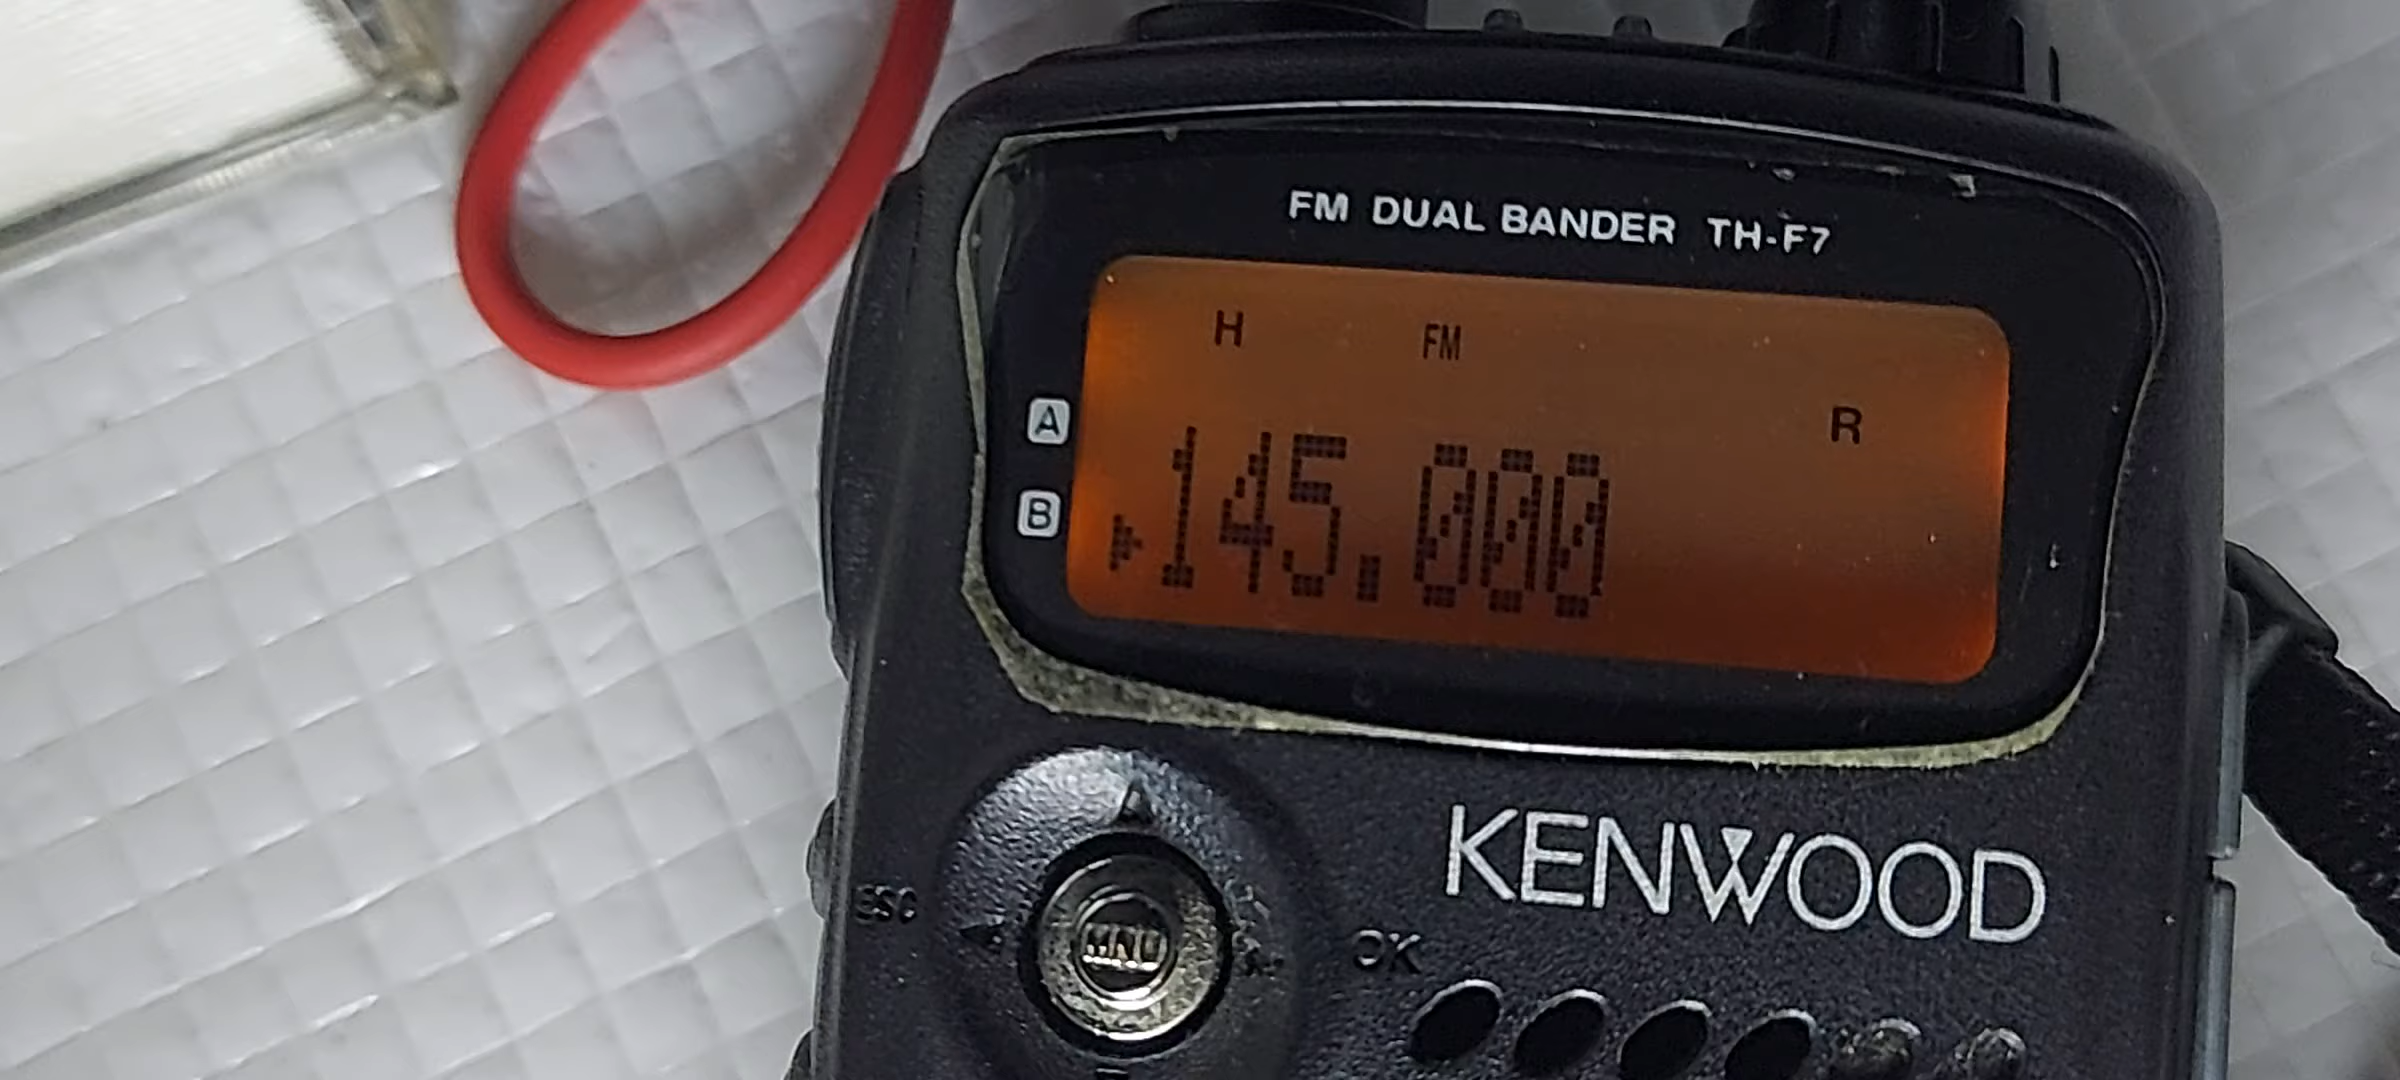 FM DUAL BANDER TH-F7
H FM
R
A
B
145.000
KENWOOD
ESC
MNU
OK